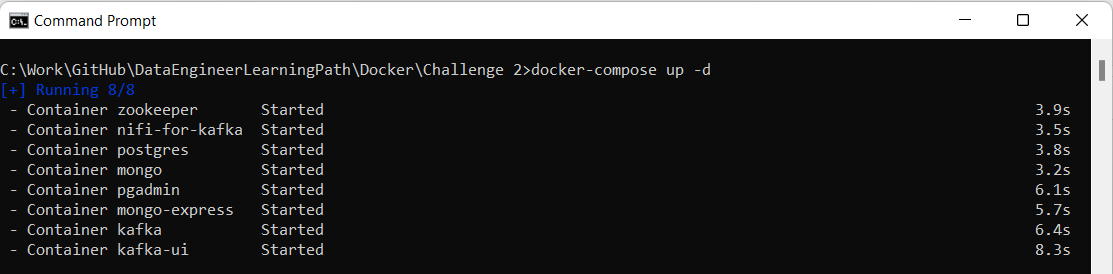 Command Prompt
C:\Work\GitHub\DataEngineerLearningPath\Docker\Challenge 2>docker-compose up -d
[+] Running 8/8
- Container zookeeper Started 3.9s
- Container nifi-for-kafka Started 3.5s
- Container postgres Started 3.8s
- Container mongo Started 3.2s
- Container pgadmin Started 6.1s
- Container mongo-express Started 5.7s
- Container kafka Started 6.4s
- Container kafka-ui Started 8.3s